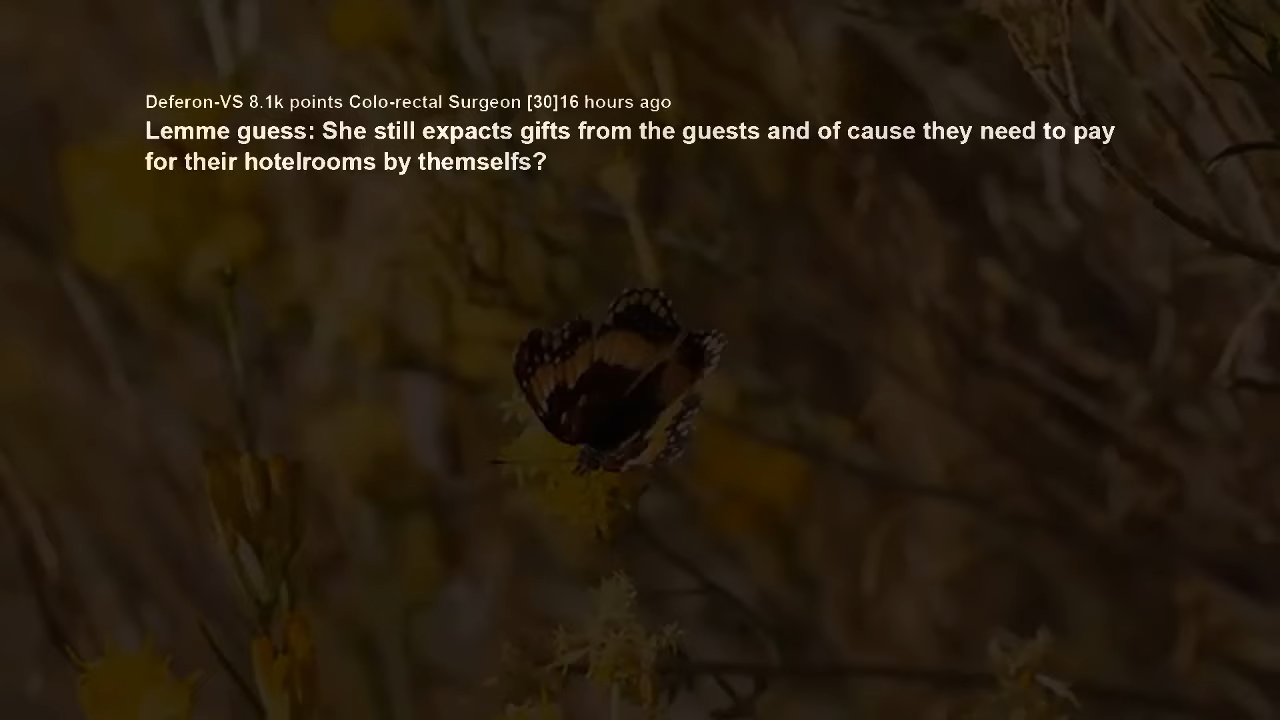 Deferon-VS 8.1k points Colo-rectal Surgeon [30]16 hours ago
Lemme guess: She still expacts gifts from the guests and of cause they need to pay
for their hotelrooms by themselfs?